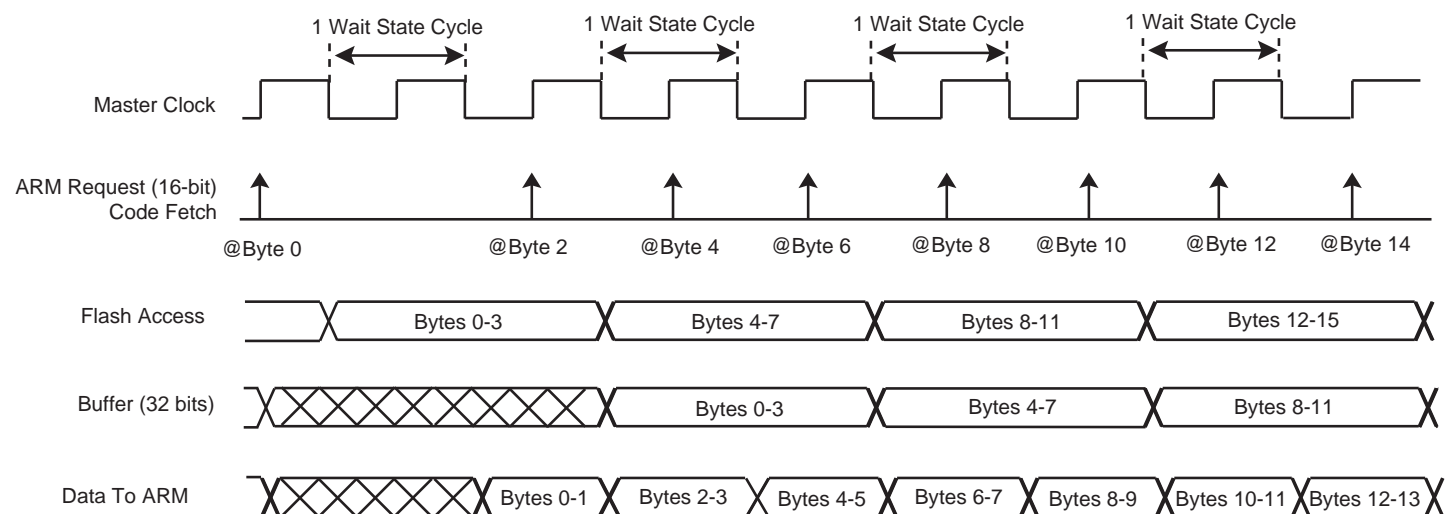 1 Wait State Cycle
1 Wait State Cycle
1 Wait State Cycle
1 Wait State Cycle
Master Clock
ARM Request (16-bit)
Code Fetch
@Byte 0
@Byte 2
@Byte 4
@Byte 6
@Byte 8
@Byte 10
@Byte 12
@Byte 14
Flash Access
Bytes 0-3
Bytes 4-7
Bytes 8-11
Bytes 12-15
Buffer (32 bits)
Bytes 0-3
Bytes 4-7
Bytes 8-11
Data To ARM
Bytes 0-1
Bytes 2-3
Bytes 4-5
Bytes 6-7
Bytes 8-9
Bytes 10-11
Bytes 12-13